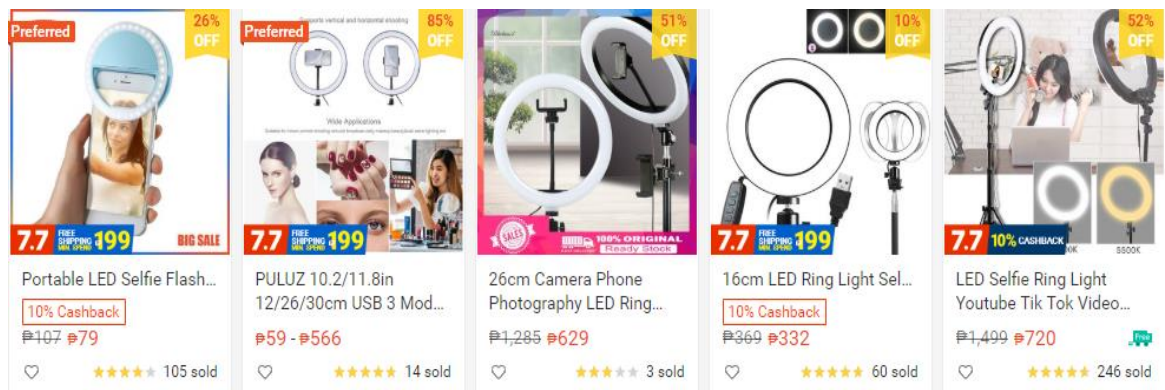 Preferred
26%
OFF
7.7
FREE
SHIPPING
MIN. SPEND
₱199
BIG SALE
Portable LED Selfie Flash...
10% Cashback
₱107 ₱79
105 sold
Preferred
85%
OFF
Supports vertical and horizontal shooting
Wide Applications
7.7
FREE
SHIPPING
MIN. SPEND
₱199
PULUZ 10.2/11.8in
12/26/30cm USB 3 Mod...
₱59 - ₱566
14 sold
51%
OFF
SALES
100% ORIGINAL
Ready Stock
26cm Camera Phone
Photography LED Ring...
₱1,285 ₱629
3 sold
10%
OFF
7.7
FREE
SHIPPING
MIN. SPEND
₱199
16cm LED Ring Light Sel...
10% Cashback
₱369 ₱332
60 sold
52%
OFF
7.7
10% CASHBACK
5500K
LED Selfie Ring Light
Youtube Tik Tok Video...
₱1,499 ₱720
Free
246 sold